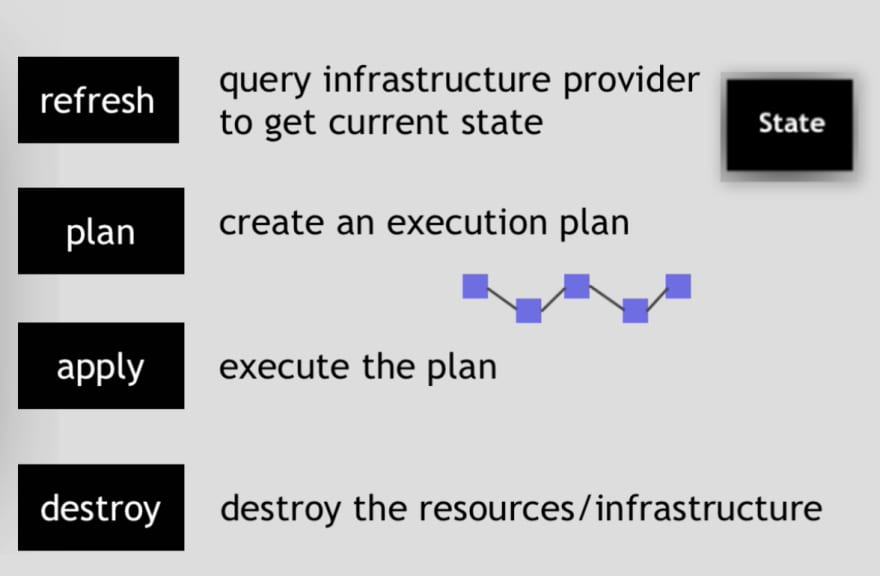 refresh
query infrastructure provider
to get current state
State
plan
create an execution plan
apply
execute the plan
destroy
destroy the resources/infrastructure